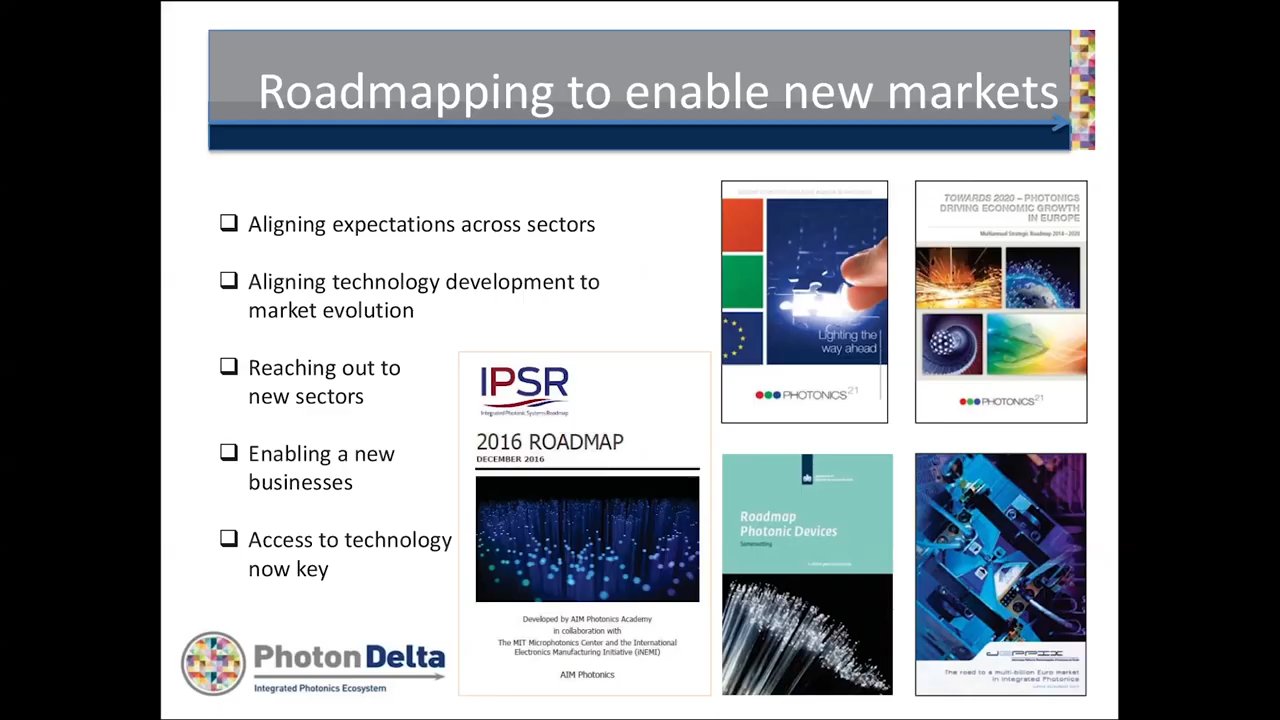 Roadmapping to enable new markets
Aligning expectations across sectors
Aligning technology development to
market evolution
Reaching out to
new sectors
Enabling a new
businesses
Access to technology
now key
PhotonDelta
Integrated Photonics Ecosystem
IPSR
Integrated Photonic Systems Roadmap
2016 ROADMAP
DECEMBER 2016
Developed by AIM Photonics Academy
in collaboration with
The MIT Microphotonics Center and the International
Electronics Manufacturing Initiative (iNEMI)
AIM Photonics
Lighting the
way ahead
PHOTONICS21
TOWARDS 2020 – PHOTONICS
DRIVING ECONOMIC GROWTH
IN EUROPE
Multiannual Strategic Roadmap 2014 – 2020
PHOTONICS21
Roadmap
Photonic Devices
Samenvatting
JePPIX
The road to a multi-billion Euro market
in Integrated Photonics